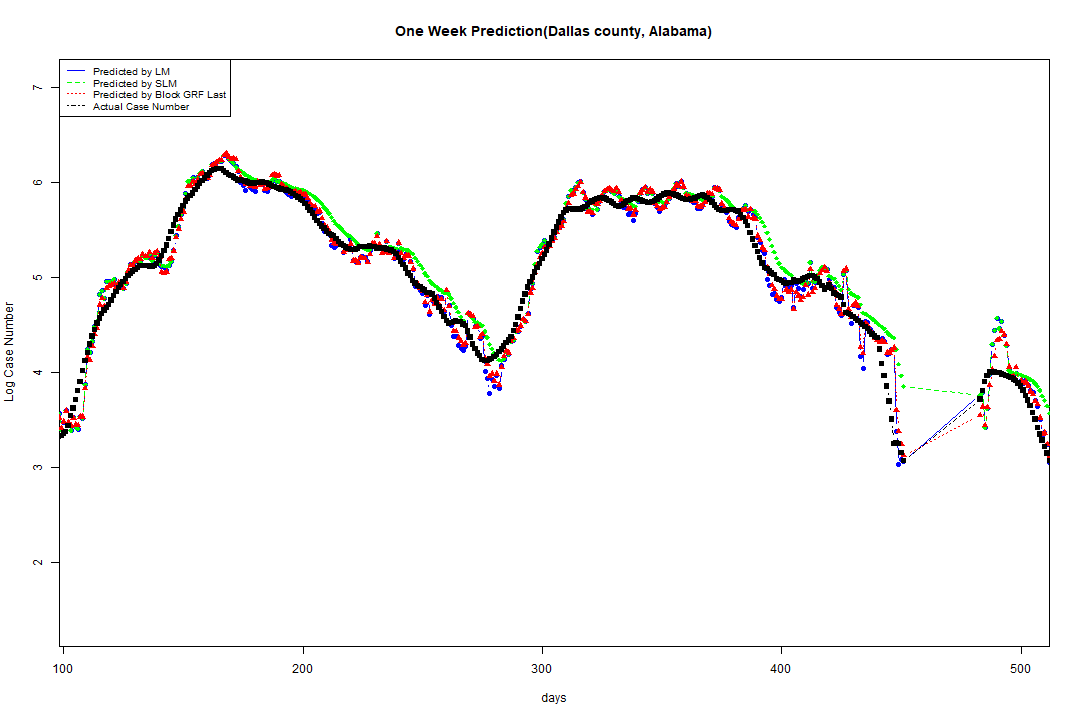 One Week Prediction(Dallas county, Alabama)
Predicted by LM
Predicted by SLM
Predicted by Block GRF Last
Actual Case Number
7
6
5
4
3
2
Log Case Number
100 200 300 400 500
days